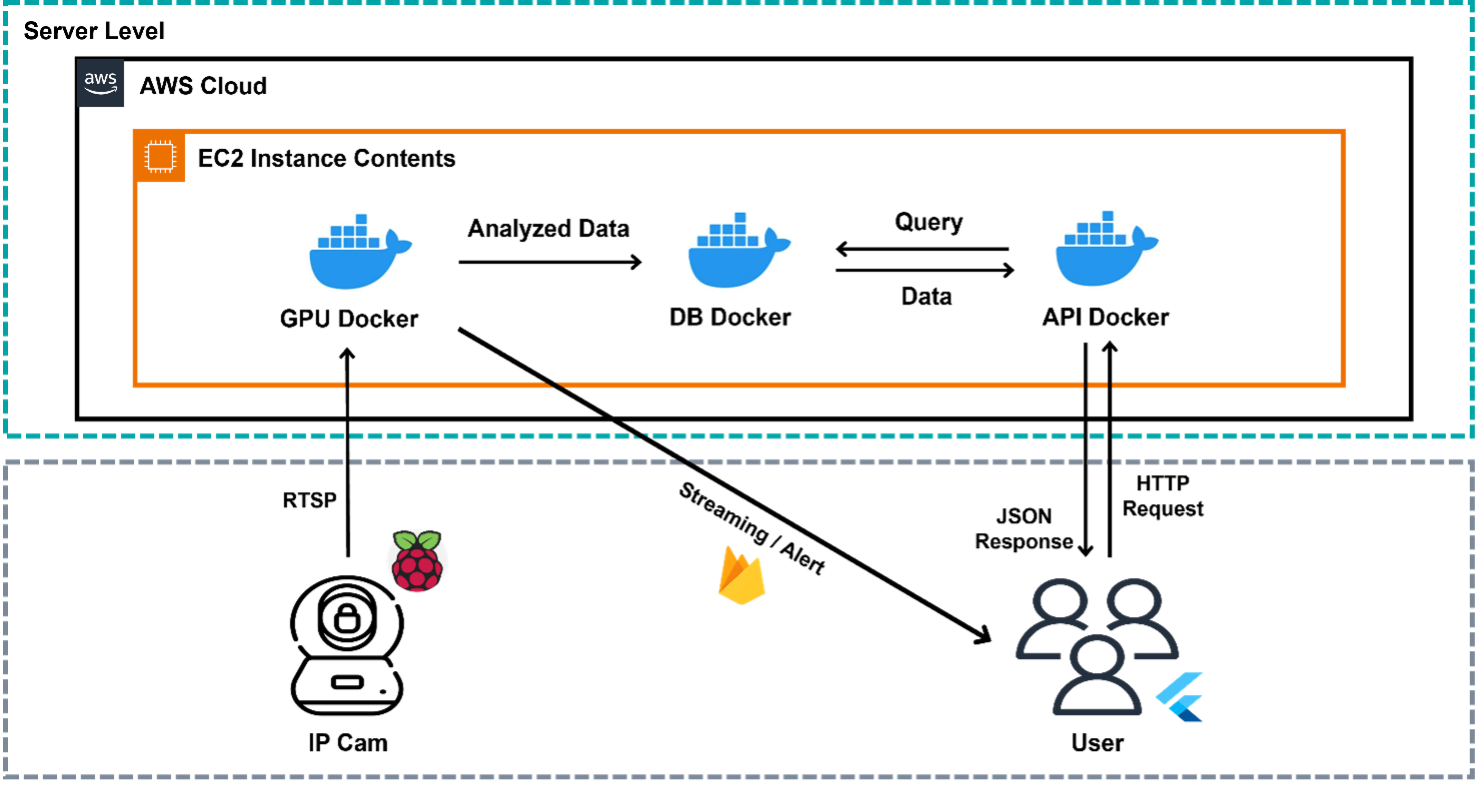 Server Level
aws
AWS Cloud
EC2 Instance Contents
Analyzed Data
Query
Data
GPU Docker
DB Docker
API Docker
RTSP
Streaming / Alert
JSON
Response
HTTP
Request
IP Cam
User